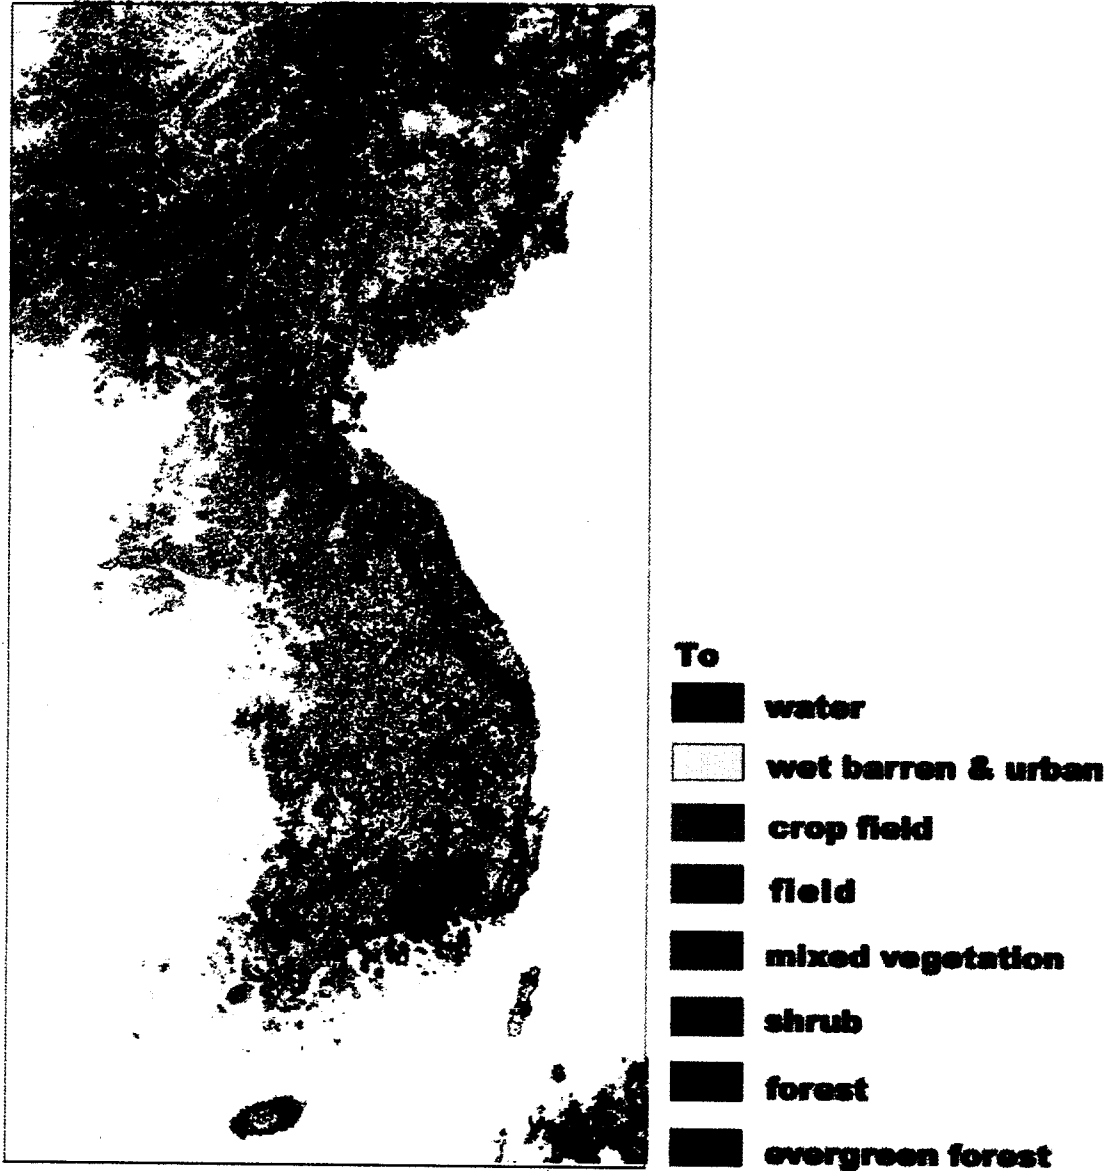 To
water
wet barren & urban
crop field
field
mixed vegetation
shrub
forest
evergreen forest